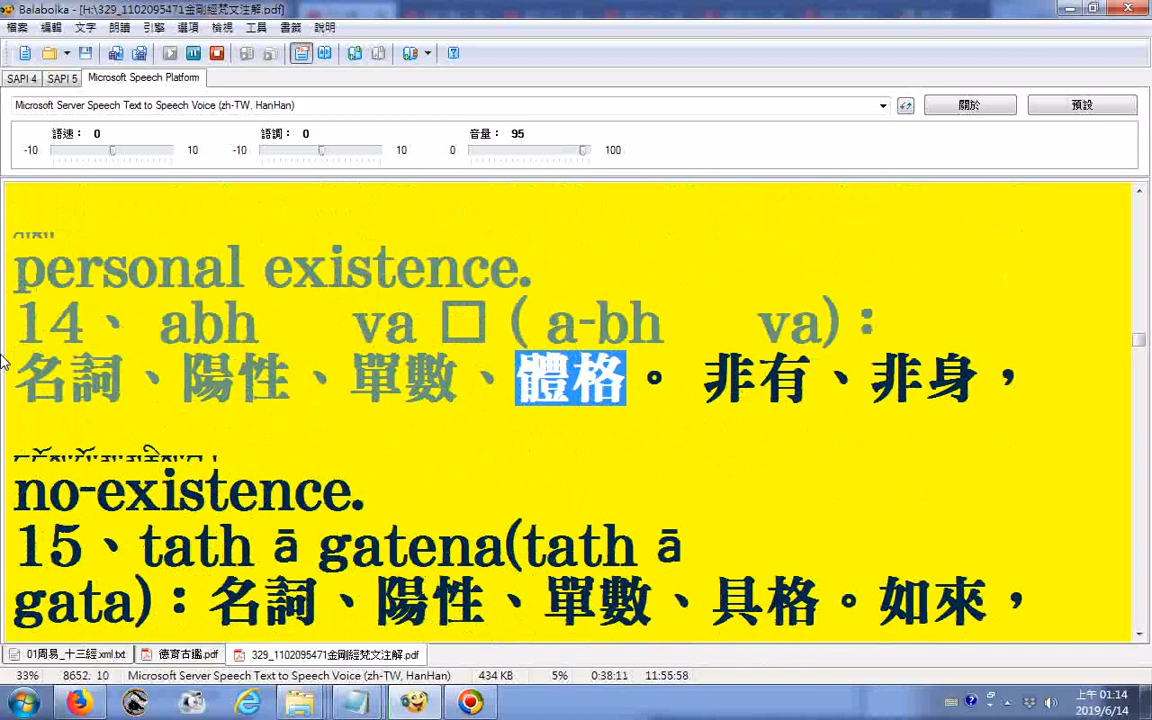 Balabolka - [H:\329_1102095471金剛經梵文注解.pdf]
檔案 編輯 文字 朗讀 引擎 選項 檢視 工具 書籤 說明
SAPI 4 SAPI 5 Microsoft Speech Platform
Microsoft Server Speech Text to Speech Voice (zh-TW, HanHan) 關於 預設
語速： 0 語調： 0 音量： 95
-10 10 -10 10 0 100
personal existence.
14、 abh va □ ( a-bh va)：
名詞、陽性、單數、體格。 非有、非身，
no-existence.
15、tath ā gatena(tath ā
gata)：名詞、陽性、單數、具格。如來，
01周易_十三經.xml.txt 德育古鑑.pdf 329_1102095471金剛經梵文注解.pdf
33% 8652: 10 Microsoft Server Speech Text to Speech Voice (zh-TW, HanHan) 434 KB 5% 0:38:11 11:55:58
上午 01:14
2019/6/14